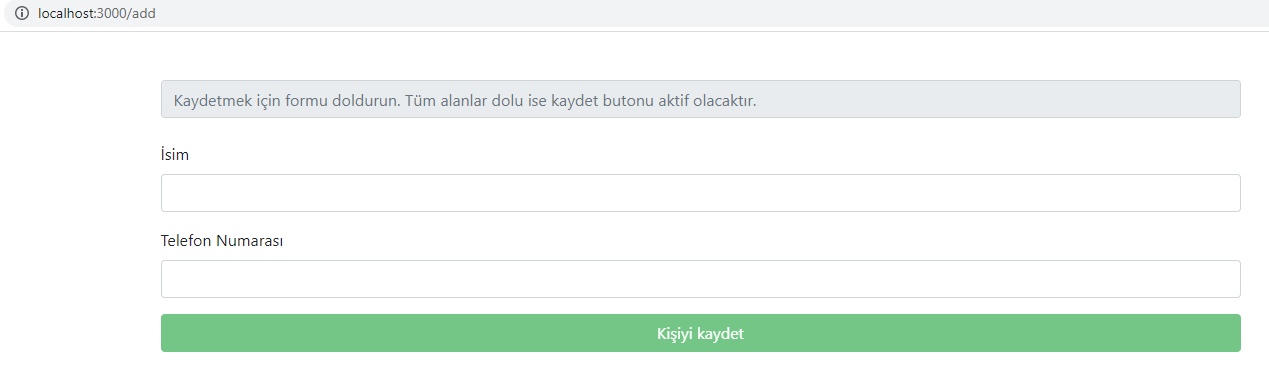 localhost:3000/add
Kaydetmek için formu doldurun. Tüm alanlar dolu ise kaydet butonu aktif olacaktır.
İsim
Telefon Numarası
Kişiyi kaydet